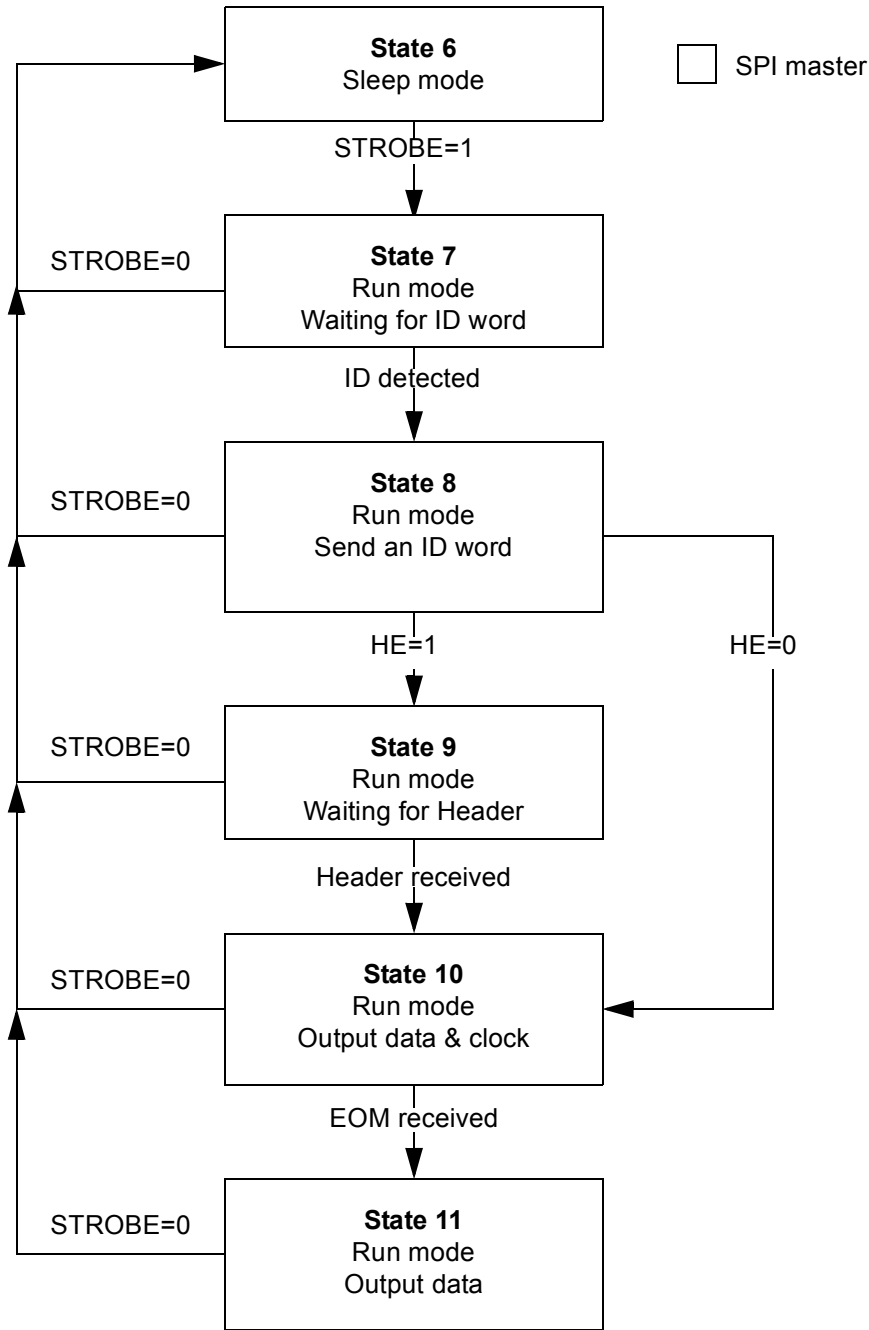 State 6
Sleep mode
SPI master
STROBE=1
STROBE=0
State 7
Run mode
Waiting for ID word
ID detected
STROBE=0
State 8
Run mode
Send an ID word
HE=1
HE=0
STROBE=0
State 9
Run mode
Waiting for Header
Header received
STROBE=0
State 10
Run mode
Output data & clock
EOM received
STROBE=0
State 11
Run mode
Output data